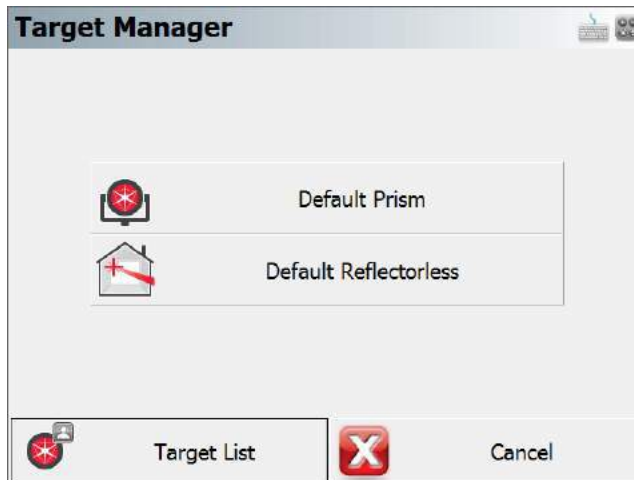 Target Manager
Default Prism
Default Reflectorless
Target List
Cancel